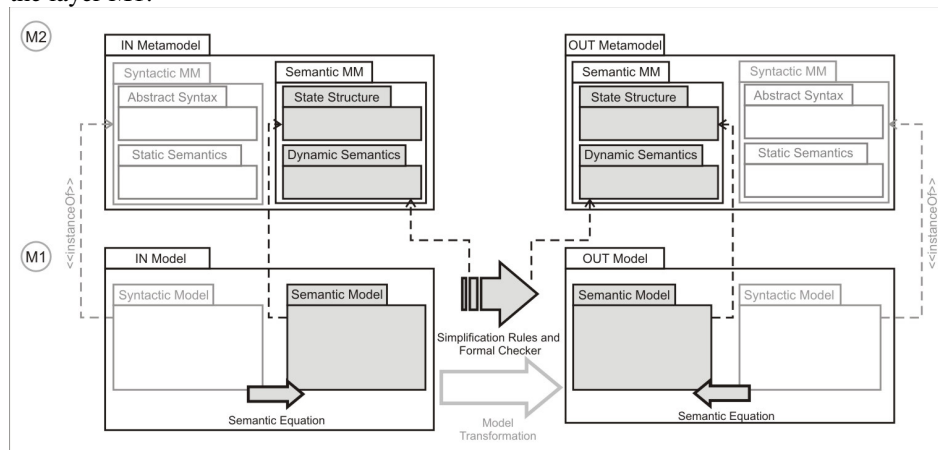 the layer M1.
M2
IN Metamodel
OUT Metamodel
Syntactic MM
Semantic MM
Semantic MM
Syntactic MM
Abstract Syntax
State Structure
State Structure
Abstract Syntax
Static Semantics
Dynamic Semantics
Dynamic Semantics
Static Semantics
<<instanceOf>>
<<instanceOf>>
M1
IN Model
OUT Model
Syntactic Model
Semantic Model
Semantic Model
Syntactic Model
Simplification Rules and
Formal Checker
Semantic Equation
Semantic Equation
Model
Transformation